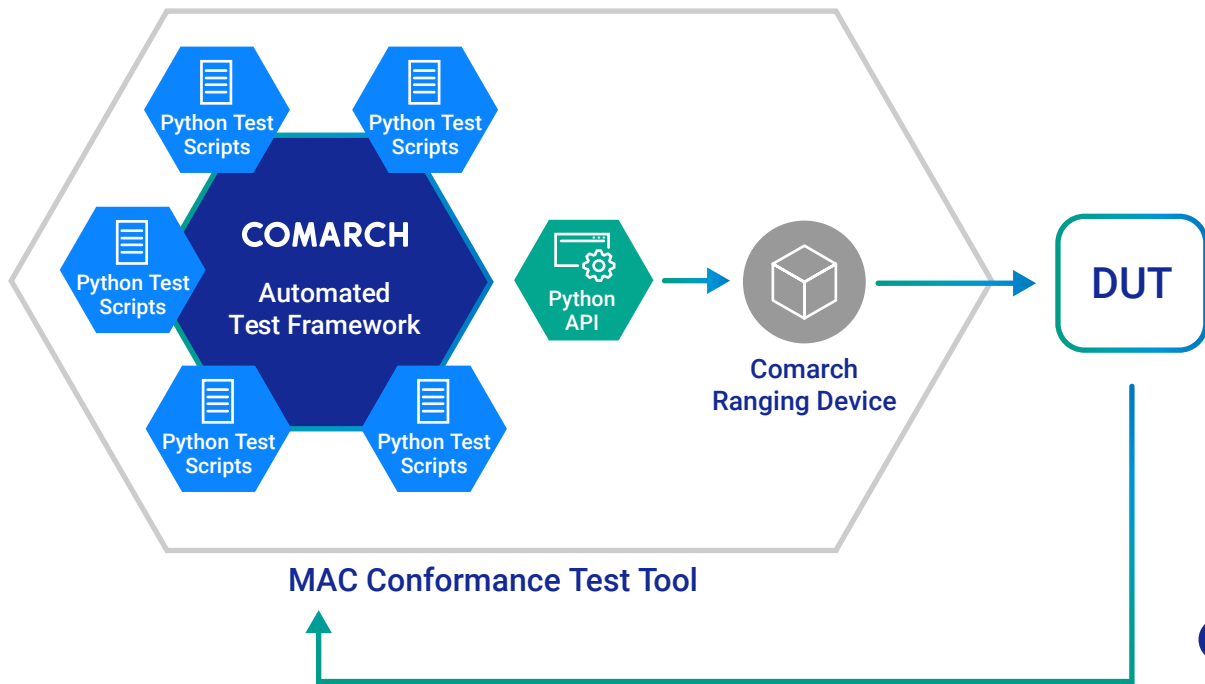 Python Test
Scripts
Python Test
Scripts
Python Test
Scripts
COMARCH
Automated
Test Framework
Python
API
DUT
Comarch
Ranging Device
Python Test
Scripts
Python Test
Scripts
MAC Conformance Test Tool